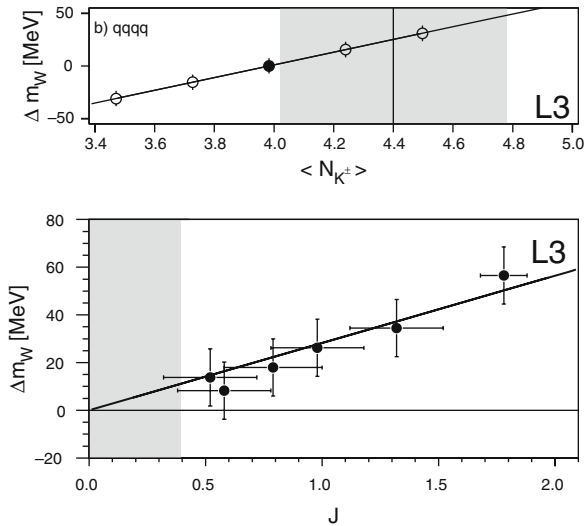 50
0
−50
Δ m_W [MeV]
b) qqqq
L3
3.4 3.6 3.8 4.0 4.2 4.4 4.6 4.8 5.0
< N_K± >
80
60
40
20
0
−20
Δm_W [MeV]
L3
0.0 0.5 1.0 1.5 2.0
J